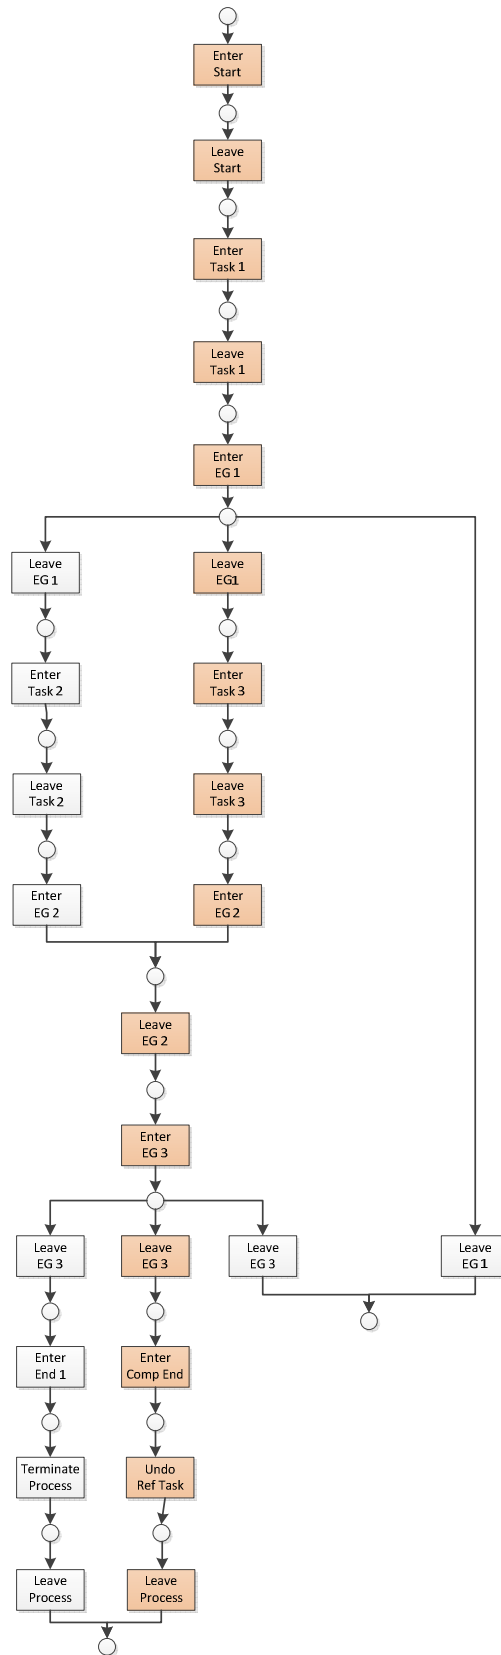 Enter
Start
Leave
Start
Enter
Task 1
Leave
Task 1
Enter
EG 1
Leave
EG 1
Leave
EG1
Enter
Task 2
Enter
Task 3
Leave
Task 2
Leave
Task 3
Enter
EG 2
Enter
EG 2
Leave
EG 2
Enter
EG 3
Leave
EG 3
Leave
EG 3
Leave
EG 3
Leave
EG 1
Enter
End 1
Enter
Comp End
Terminate
Process
Undo
Ref Task
Leave
Process
Leave
Process